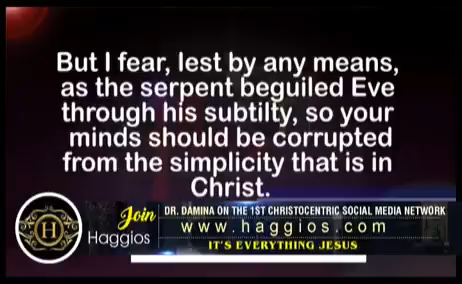 But I fear, lest by any means,
as the serpent beguiled Eve
through his subtilty, so your
minds should be corrupted
from the simplicity that is in
Christ.
H
Join
Haggios
DR. DAMINA ON THE 1ST CHRISTOCENTRIC SOCIAL MEDIA NETWORK
www.haggios.com
IT'S EVERYTHING JESUS